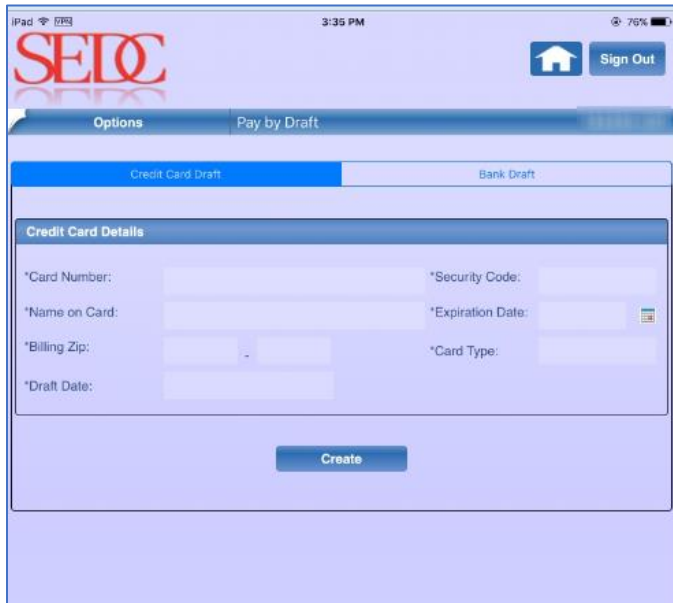 iPad VPN 3:35 PM 76%
SEDC
Sign Out
Options Pay by Draft
Credit Card Draft Bank Draft
Credit Card Details
*Card Number: *Security Code:
*Name on Card: *Expiration Date:
*Billing Zip: - *Card Type:
*Draft Date:
Create